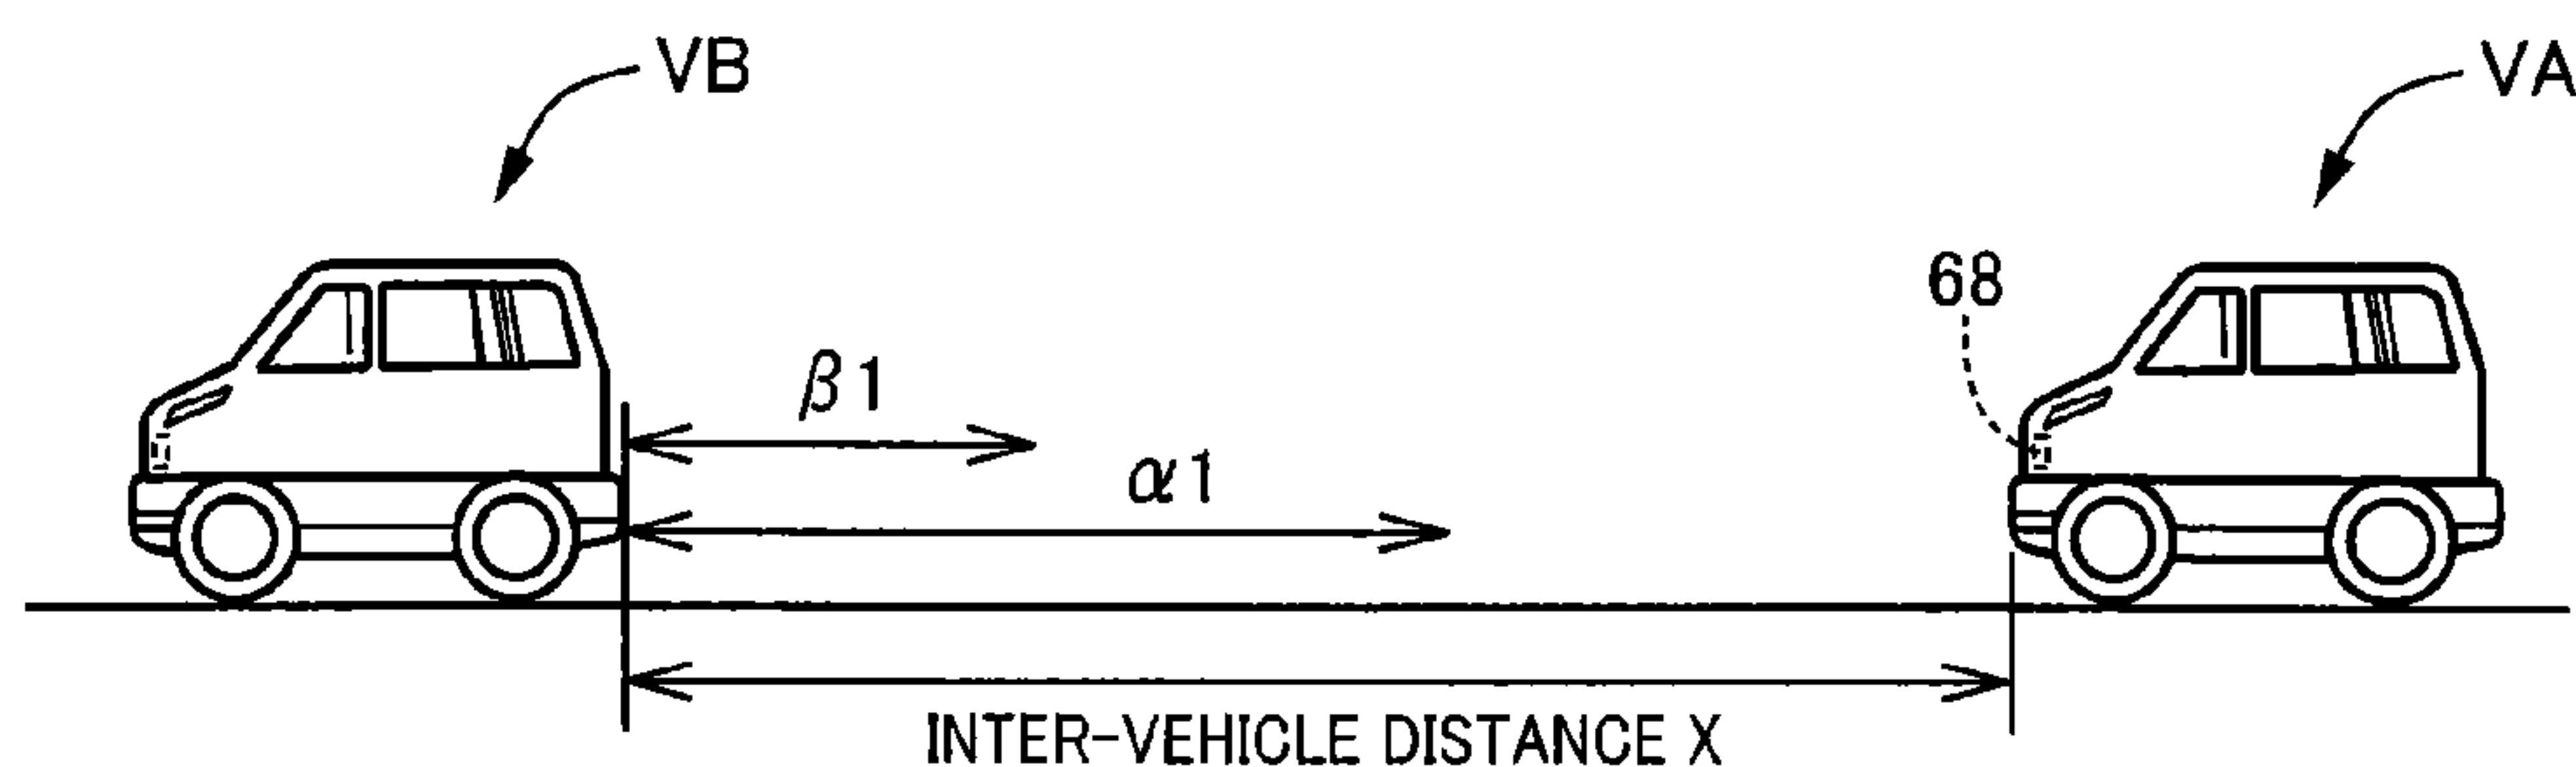 VB
VA
68
β1
α1
INTER-VEHICLE DISTANCE X